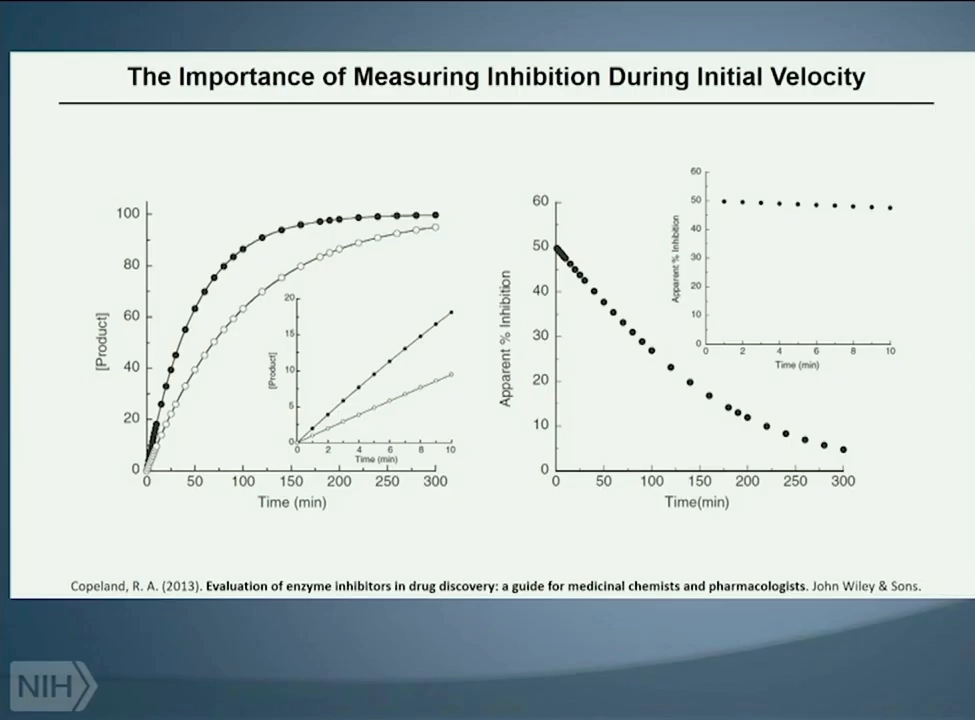 The Importance of Measuring Inhibition During Initial Velocity
100
80
60
40
20
0
[Product]
0 50 100 150 200 250 300
Time (min)
20
15
10
5
0
[Product]
0 2 4 6 8 10
Time (min)
60
50
40
30
20
10
0
Apparent % Inhibition
0 50 100 150 200 250 300
Time(min)
60
50
40
30
20
10
0
Apparent % Inhibition
0 2 4 6 8 10
Time (min)
Copeland, R. A. (2013). Evaluation of enzyme inhibitors in drug discovery: a guide for medicinal chemists and pharmacologists. John Wiley & Sons.
NIH